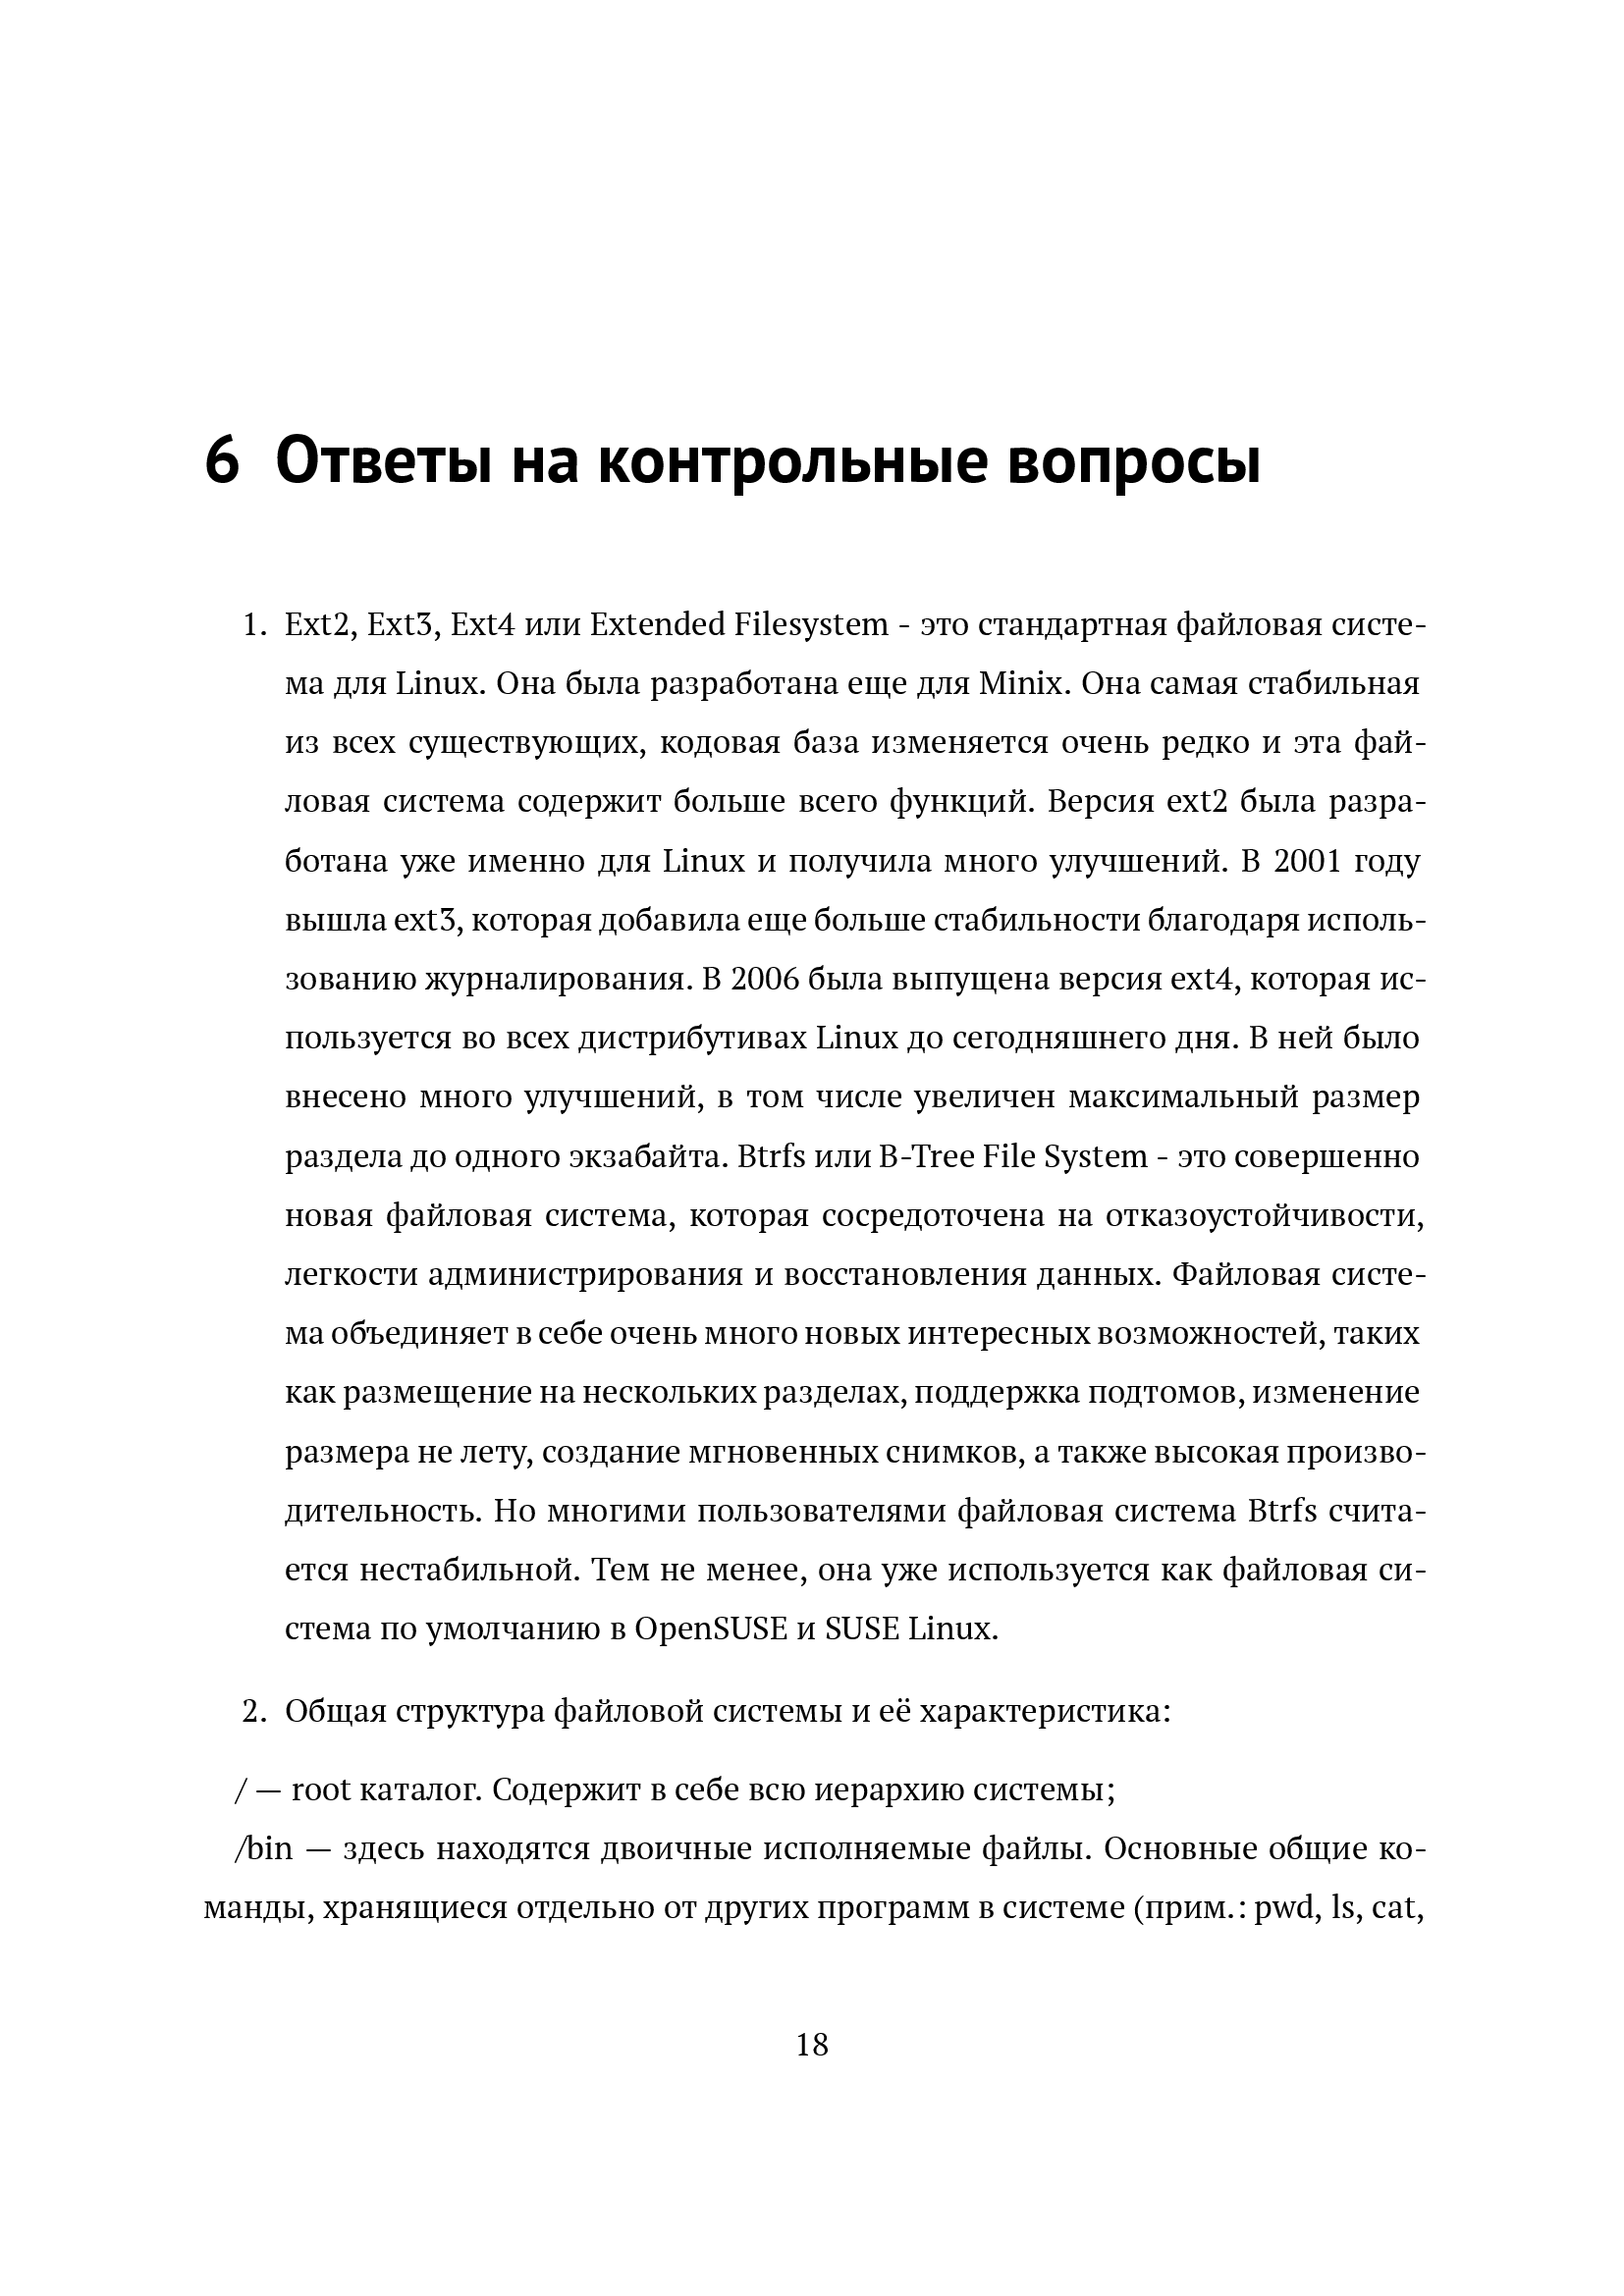 6 Ответы на контрольные вопросы
1. Ext2, Ext3, Ext4 или Extended Filesystem - это стандартная файловая систе-
ма для Linux. Она была разработана еще для Minix. Она самая стабильная
из всех существующих, кодовая база изменяется очень редко и эта фай-
ловая система содержит больше всего функций. Версия ext2 была разра-
ботана уже именно для Linux и получила много улучшений. В 2001 году
вышла ext3, которая добавила еще больше стабильности благодаря исполь-
зованию журналирования. В 2006 была выпущена версия ext4, которая ис-
пользуется во всех дистрибутивах Linux до сегодняшнего дня. В ней было
внесено много улучшений, в том числе увеличен максимальный размер
раздела до одного экзабайта. Btrfs или B-Tree File System - это совершенно
новая файловая система, которая сосредоточена на отказоустойчивости,
легкости администрирования и восстановления данных. Файловая систе-
ма объединяет в себе очень много новых интересных возможностей, таких
как размещение на нескольких разделах, поддержка подтомов, изменение
размера не лету, создание мгновенных снимков, а также высокая произво-
дительность. Но многими пользователями файловая система Btrfs счита-
ется нестабильной. Тем не менее, она уже используется как файловая си-
стема по умолчанию в OpenSUSE и SUSE Linux.
2. Общая структура файловой системы и её характеристика:
/ — root каталог. Содержит в себе всю иерархию системы;
/bin — здесь находятся двоичные исполняемые файлы. Основные общие ко-
манды, хранящиеся отдельно от других программ в системе (прим.: pwd, ls, cat,
18